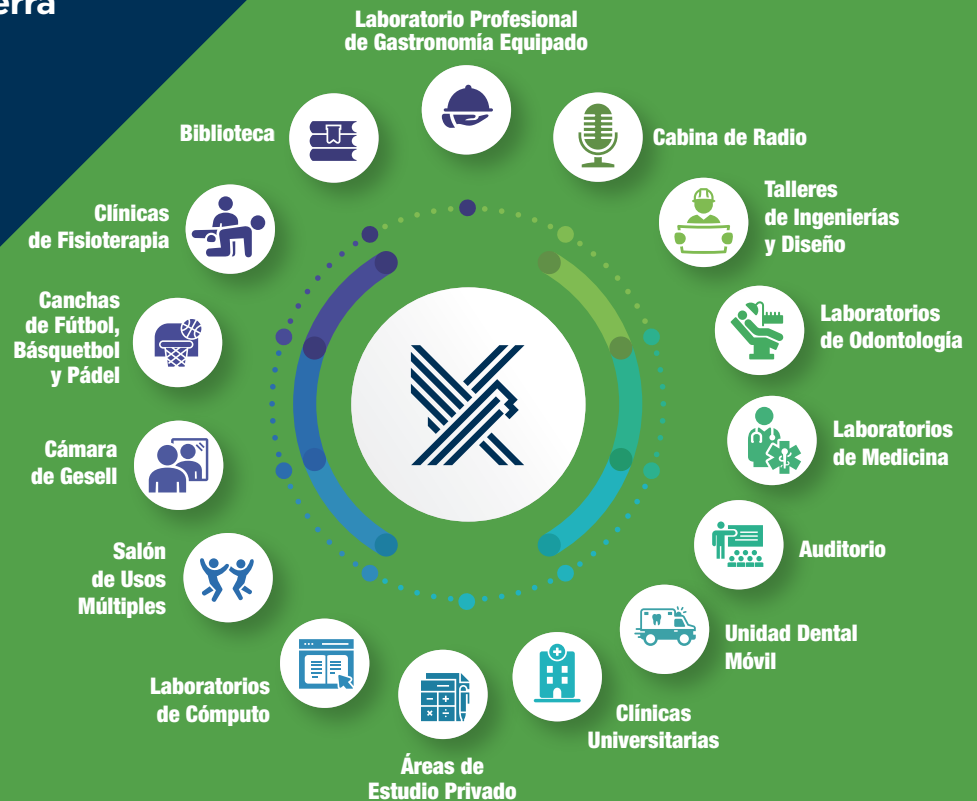 Laboratorio Profesional
de Gastronomía Equipado
Cabina de Radio
Talleres
de Ingenierías
y Diseño
Laboratorios
de Odontología
Laboratorios
de Medicina
Auditorio
Unidad Dental
Móvil
Clínicas
Universitarias
Áreas de
Estudio Privado
Laboratorios
de Cómputo
Salón
de Usos
Múltiples
Cámara
de Gesell
Canchas
de Fútbol,
Básquetbol
y Pádel
Clínicas
de Fisioterapia
Biblioteca